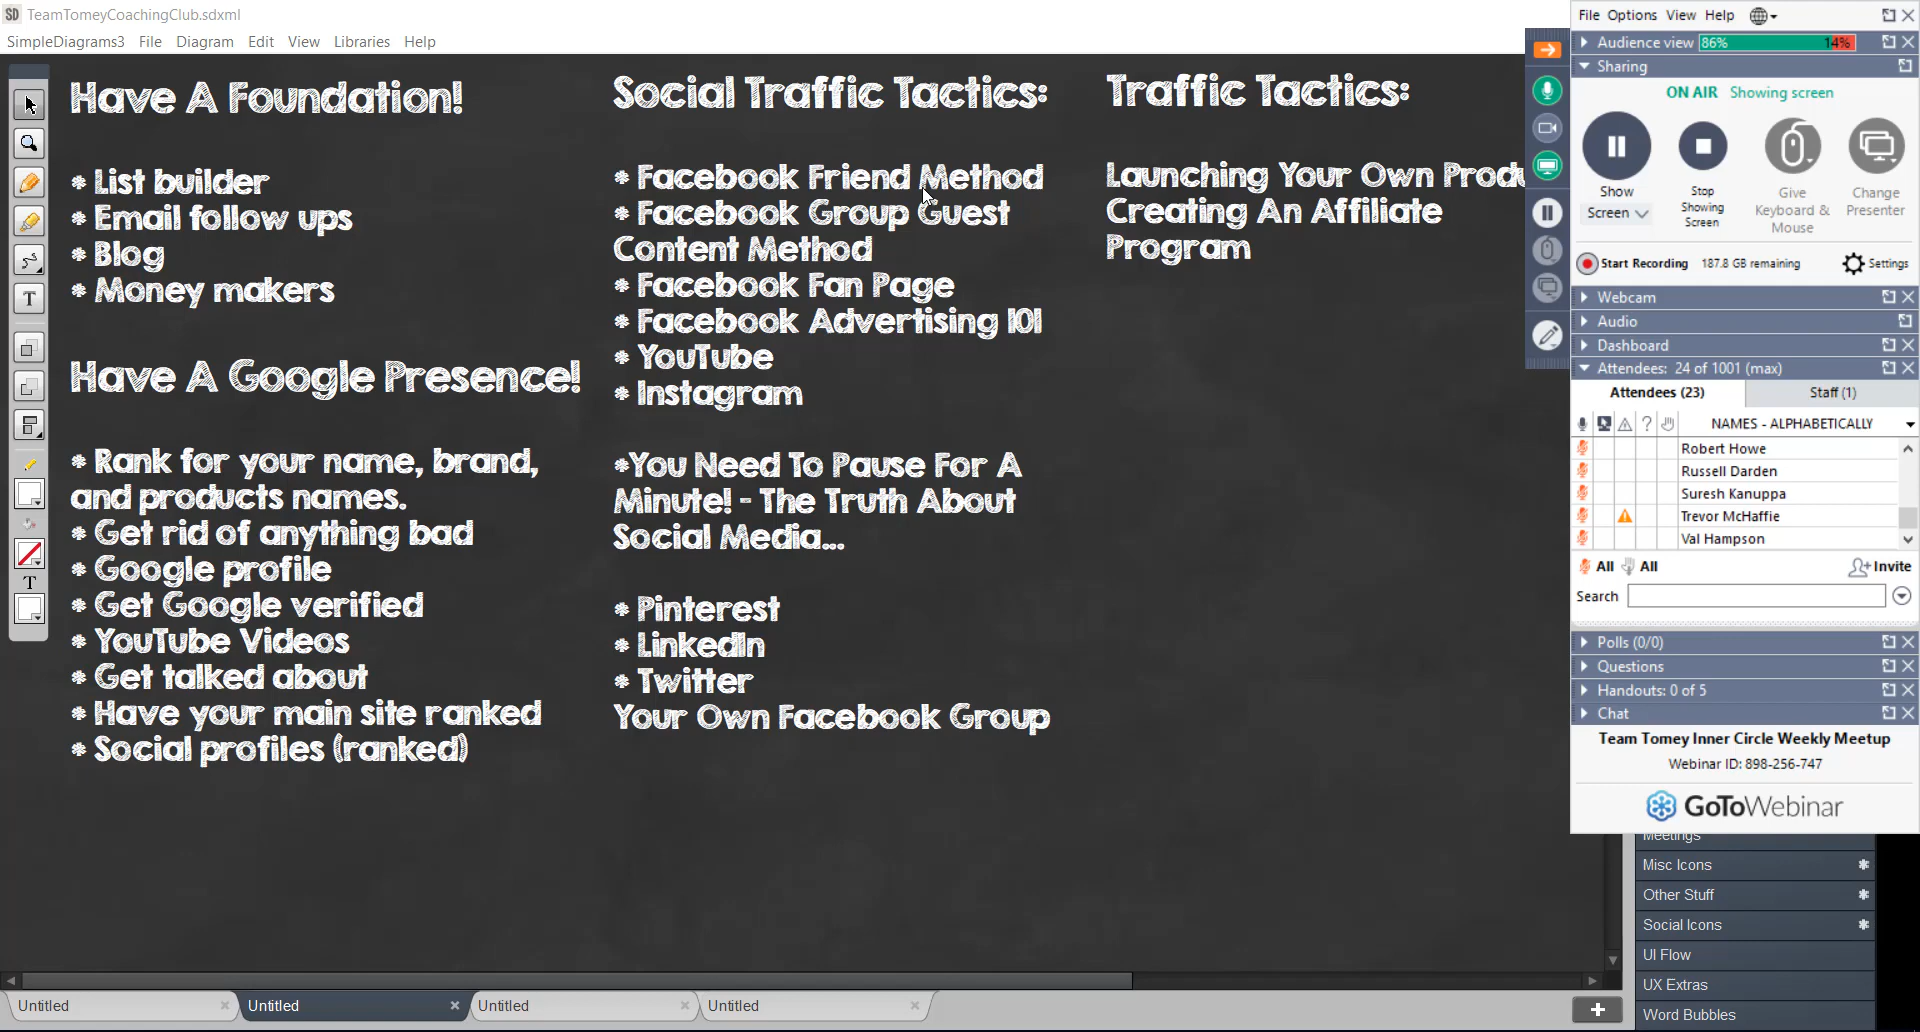 SD TeamTomeyCoachingClub.sdxml
SimpleDiagrams3 File Diagram Edit View Libraries Help
Have A Foundation!
* List builder
* Email follow ups
* Blog
* Money makers
Have A Google Presence!
* Rank for your name, brand,
and products names.
* Get rid of anything bad
* Google profile
* Get Google verified
* YouTube Videos
* Get talked about
* Have your main site ranked
* Social profiles (ranked)
Social Traffic Tactics:
* Facebook Friend Method
* Facebook Group Guest
Content Method
* Facebook Fan Page
* Facebook Advertising 101
* YouTube
* Instagram
*You Need To Pause For A
Minute! - The Truth About
Social Media...
* Pinterest
* LinkedIn
* Twitter
Your Own Facebook Group
Traffic Tactics:
Launching Your Own Produ
Creating An Affiliate
Program
T
T
File Options View Help
Audience view 86% 14%
Sharing
ON AIR Showing screen
Show
Screen
Stop
Showing
Screen
Give
Keyboard &
Mouse
Change
Presenter
Start Recording 187.8 GB remaining Settings
Webcam
Audio
Dashboard
Attendees: 24 of 1001 (max)
Attendees (23) Staff (1)
? NAMES - ALPHABETICALLY
Robert Howe
Russell Darden
Suresh Kanuppa
Trevor McHaffie
Val Hampson
All All Invite
Search
Polls (0/0)
Questions
Handouts: 0 of 5
Chat
Team Tomey Inner Circle Weekly Meetup
Webinar ID: 898-256-747
GoToWebinar
Meetings
Misc Icons *
Other Stuff *
Social Icons *
UI Flow
UX Extras
Word Bubbles
Untitled × Untitled × Untitled × Untitled × +